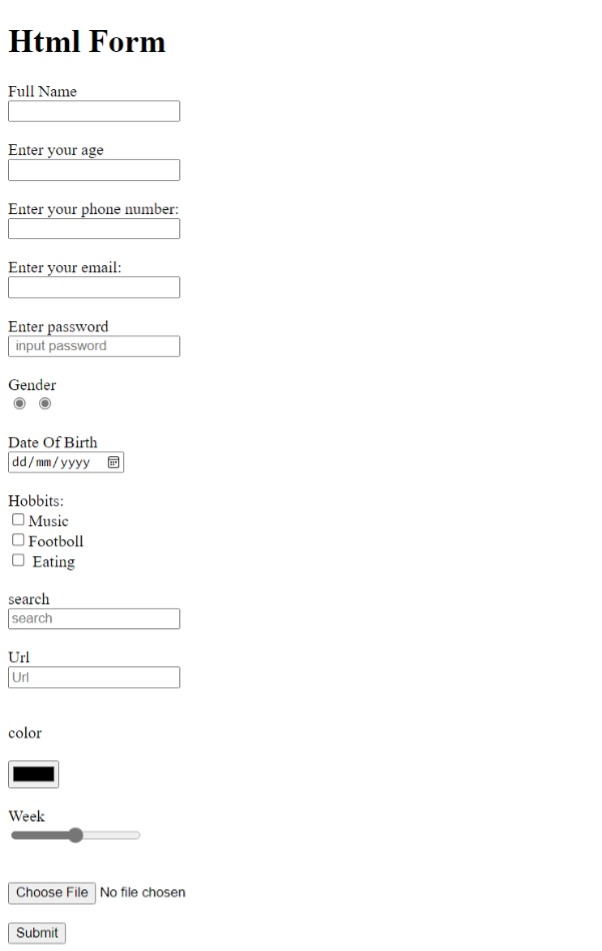 Html Form
Full Name
Enter your age
Enter your phone number:
Enter your email:
Enter password
input password
Gender
Date Of Birth
dd/mm/yyyy
Hobbits:
Music
Footboll
Eating
search
search
Url
Url
color
Week
Choose File No file chosen
Submit